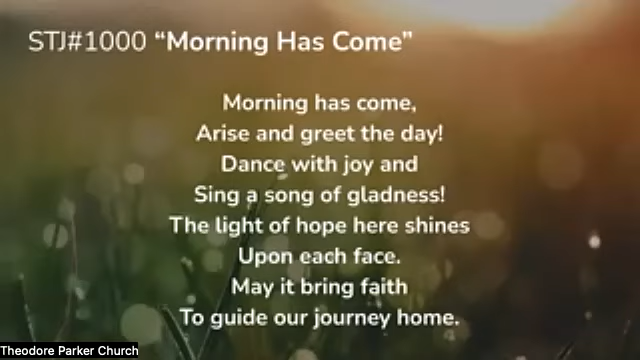 STJ#1000 “Morning Has Come”
Morning has come,
Arise and greet the day!
Dance with joy and
Sing a song of gladness!
The light of hope here shines
Upon each face.
May it bring faith
To guide our journey home.
Theodore Parker Church